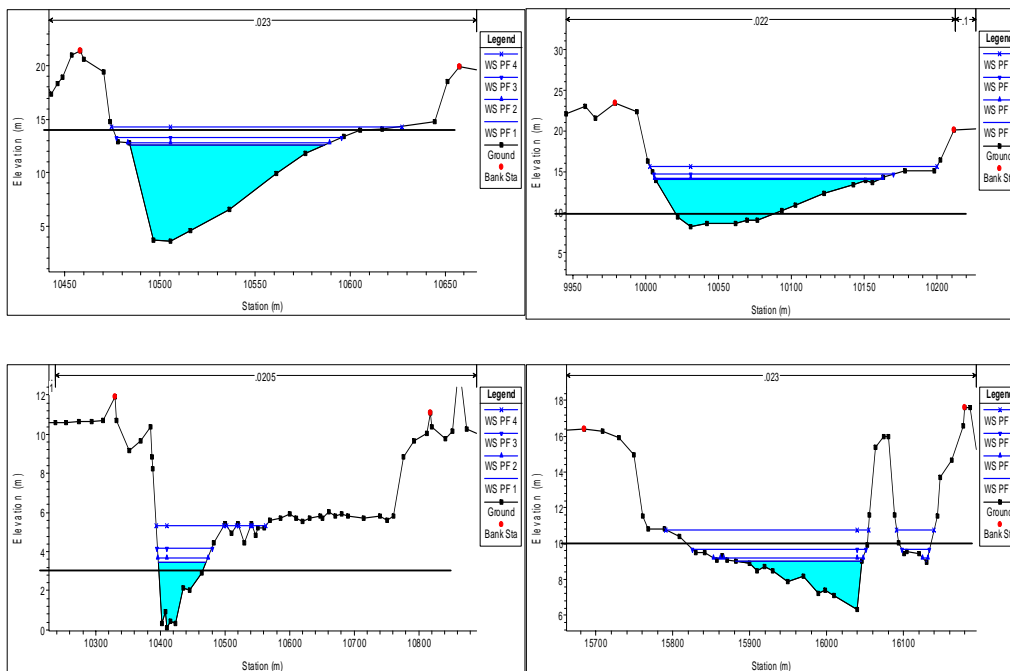 .023
Elevation (m)
20
15
10
5
Legend
WS PF 4
WS PF 3
WS PF 2
WS PF 1
Ground
Bank Sta
10450
10500
10550
10600
10650
Station (m)
.022
.1
Elevation (m)
30
25
20
15
10
5
Legend
WS PF 4
WS PF 3
WS PF
WS PF
Ground
Bank Sta
9950
10000
10050
10100
10150
10200
Station (m)
.0205
Elevation (m)
12
10
8
6
4
2
0
Legend
WS PF 4
WS PF 3
WS PF 2
WS PF 1
Ground
Bank Sta
10300
10400
10500
10600
10700
10800
Station (m)
.023
Elevation (m)
18
16
14
12
10
8
6
Legend
WS PF
WS PF
WS PF
WS PF
Ground
Bank Sta
15700
15800
15900
16000
16100
Station (m)